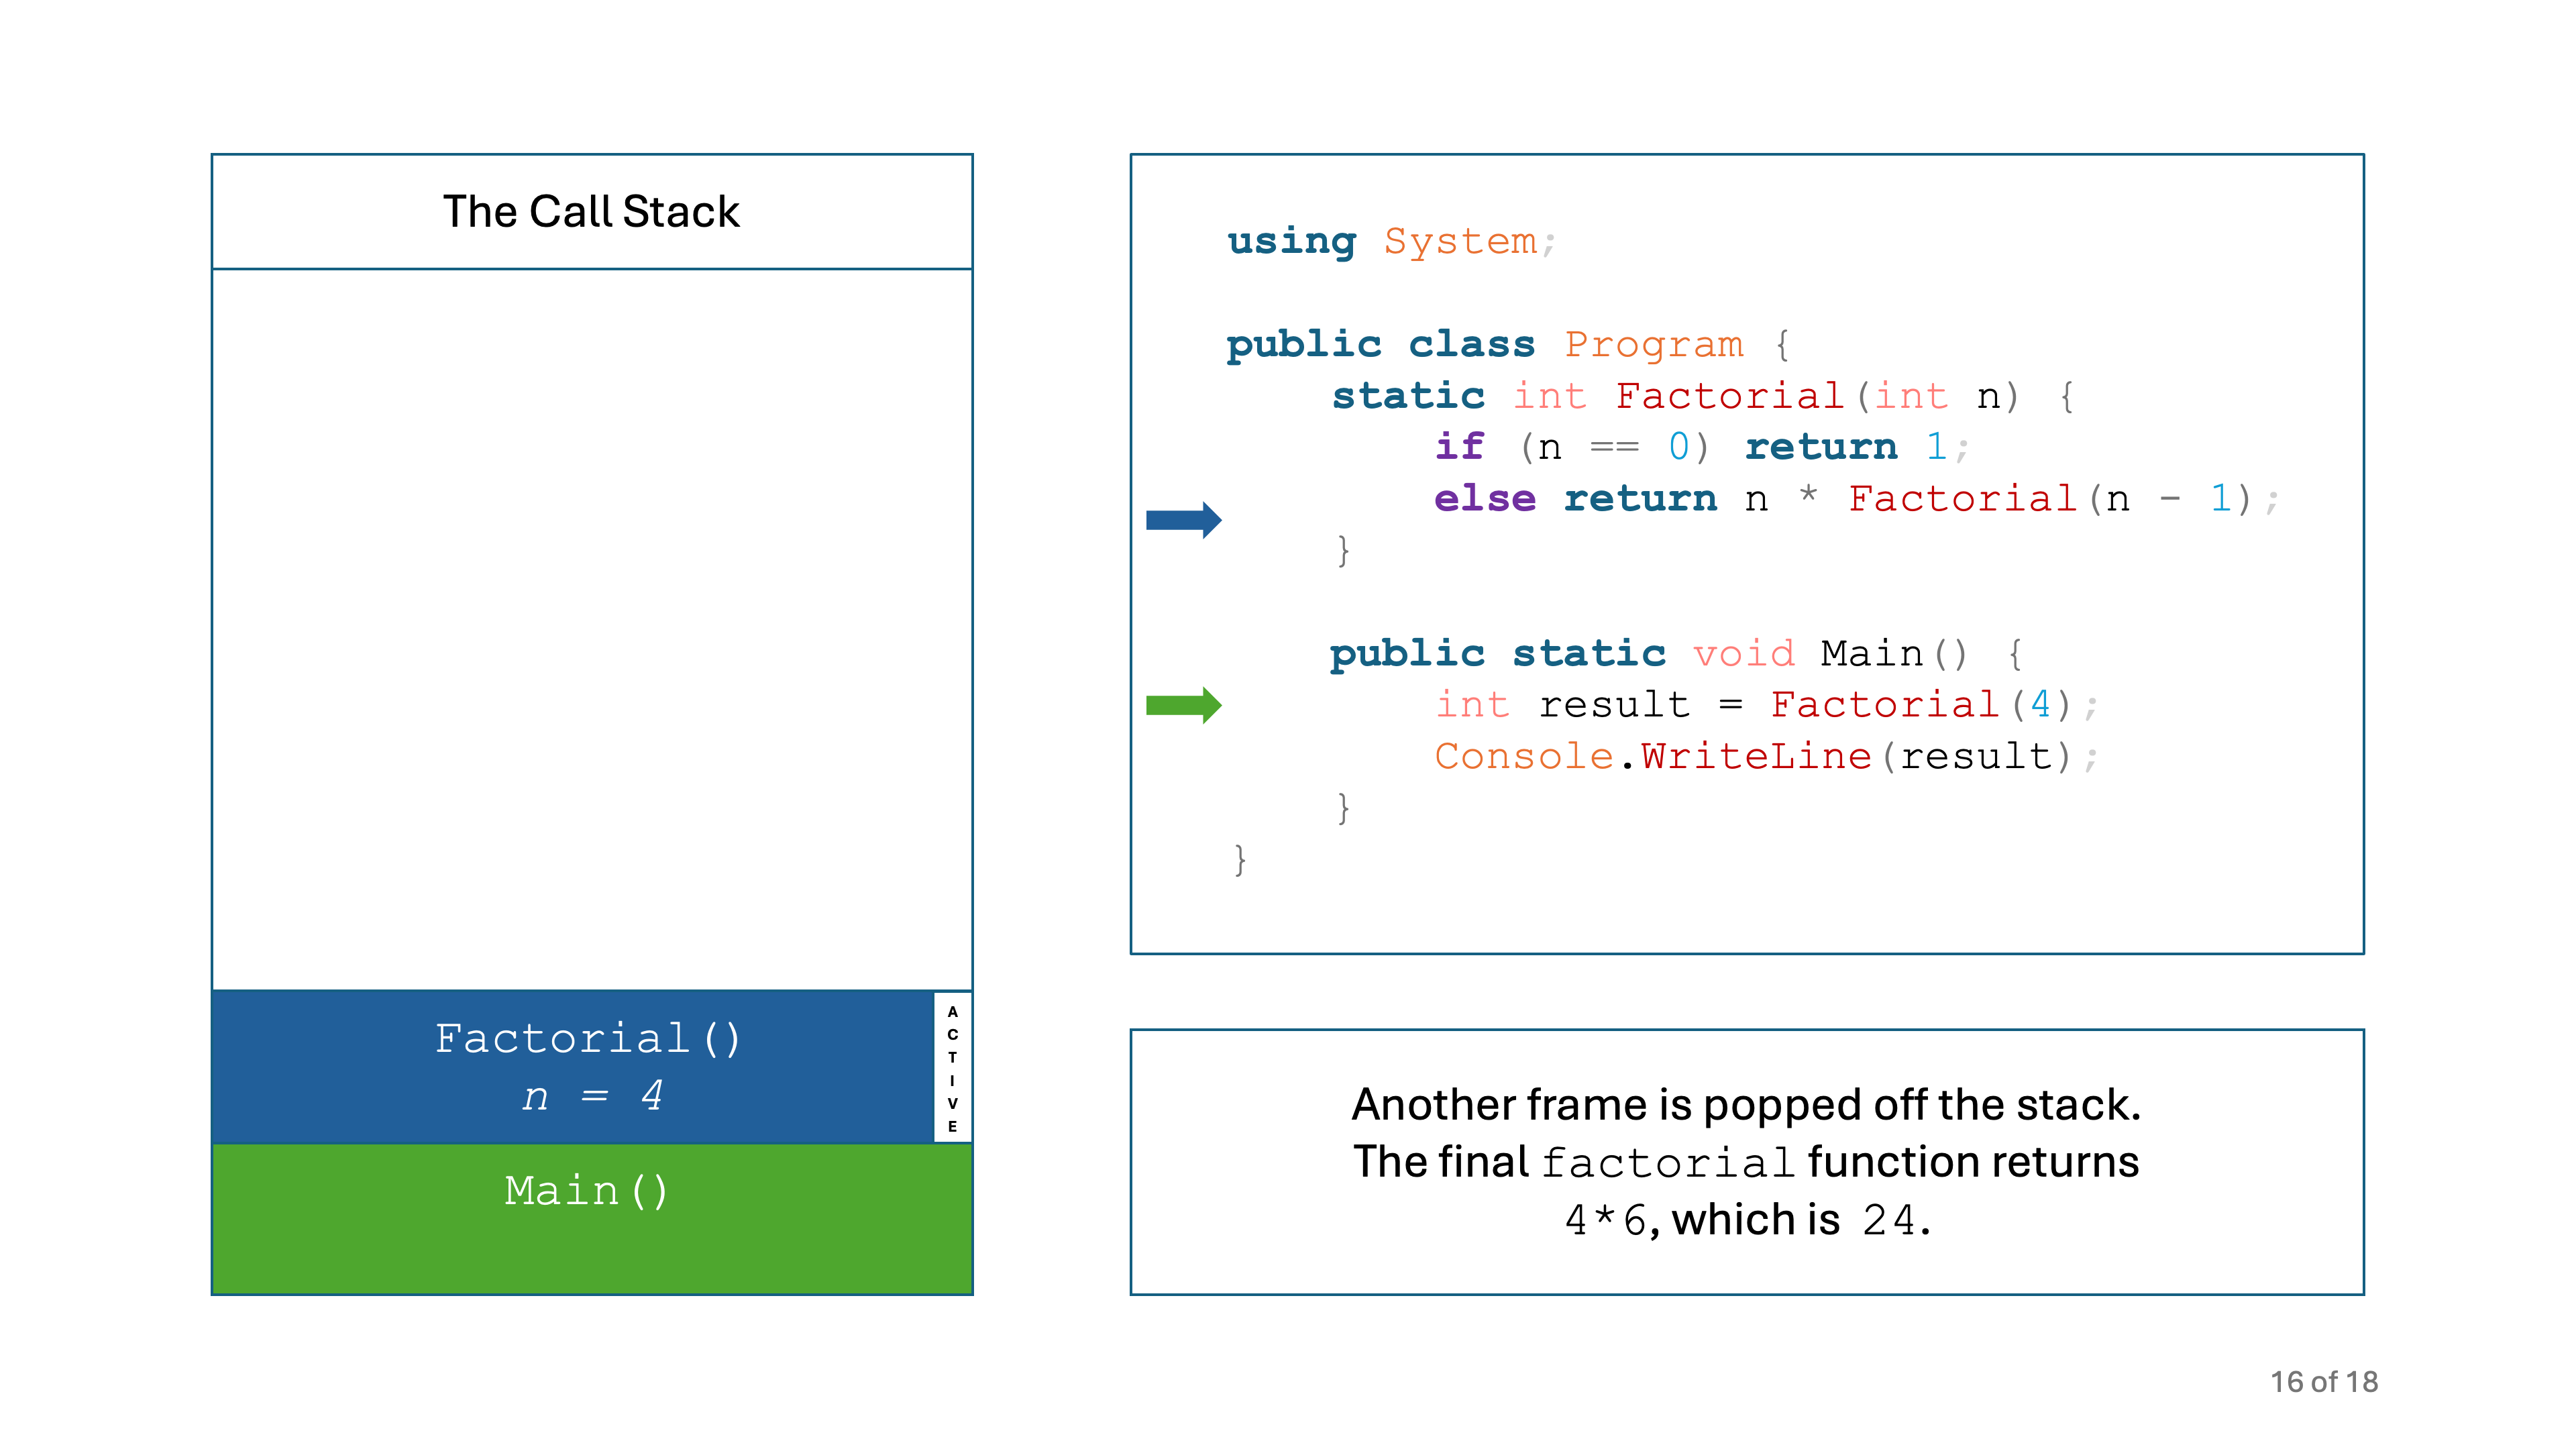 The Call Stack
Factorial()
n = 4
ACTIVE
Main()
using System;
public class Program {
static int Factorial(int n) {
if (n == 0) return 1;
else return n * Factorial(n - 1);
}
public static void Main() {
int result = Factorial(4);
Console.WriteLine(result);
}
}
Another frame is popped off the stack.
The final factorial function returns
4*6, which is 24.
16 of 18